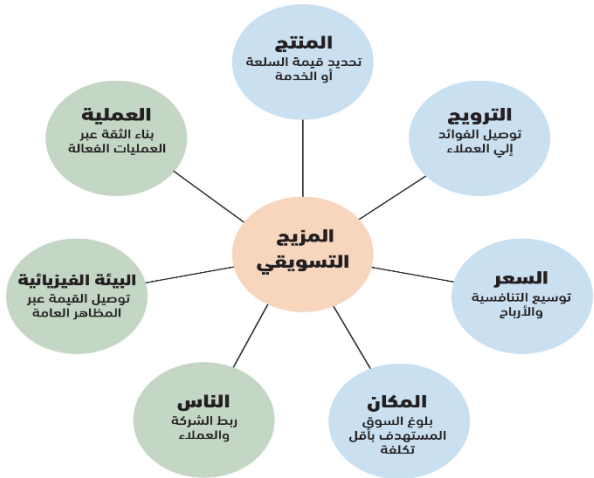 المزيج
التسويقي
المنتج
تحديد قيمة السلعة
أو الخدمة
الترويج
توصيل الفوائد
إلي العملاء
السعر
توسيع التنافسية
والأرباح
المكان
بلوغ السوق
المستهدف بأقل
تكلفة
الناس
ربط الشركة
والعملاء
البيئة الفيزيائية
توصيل القيمة عبر
المظاهر العامة
العملية
بناء الثقة عبر
العمليات الفعالة